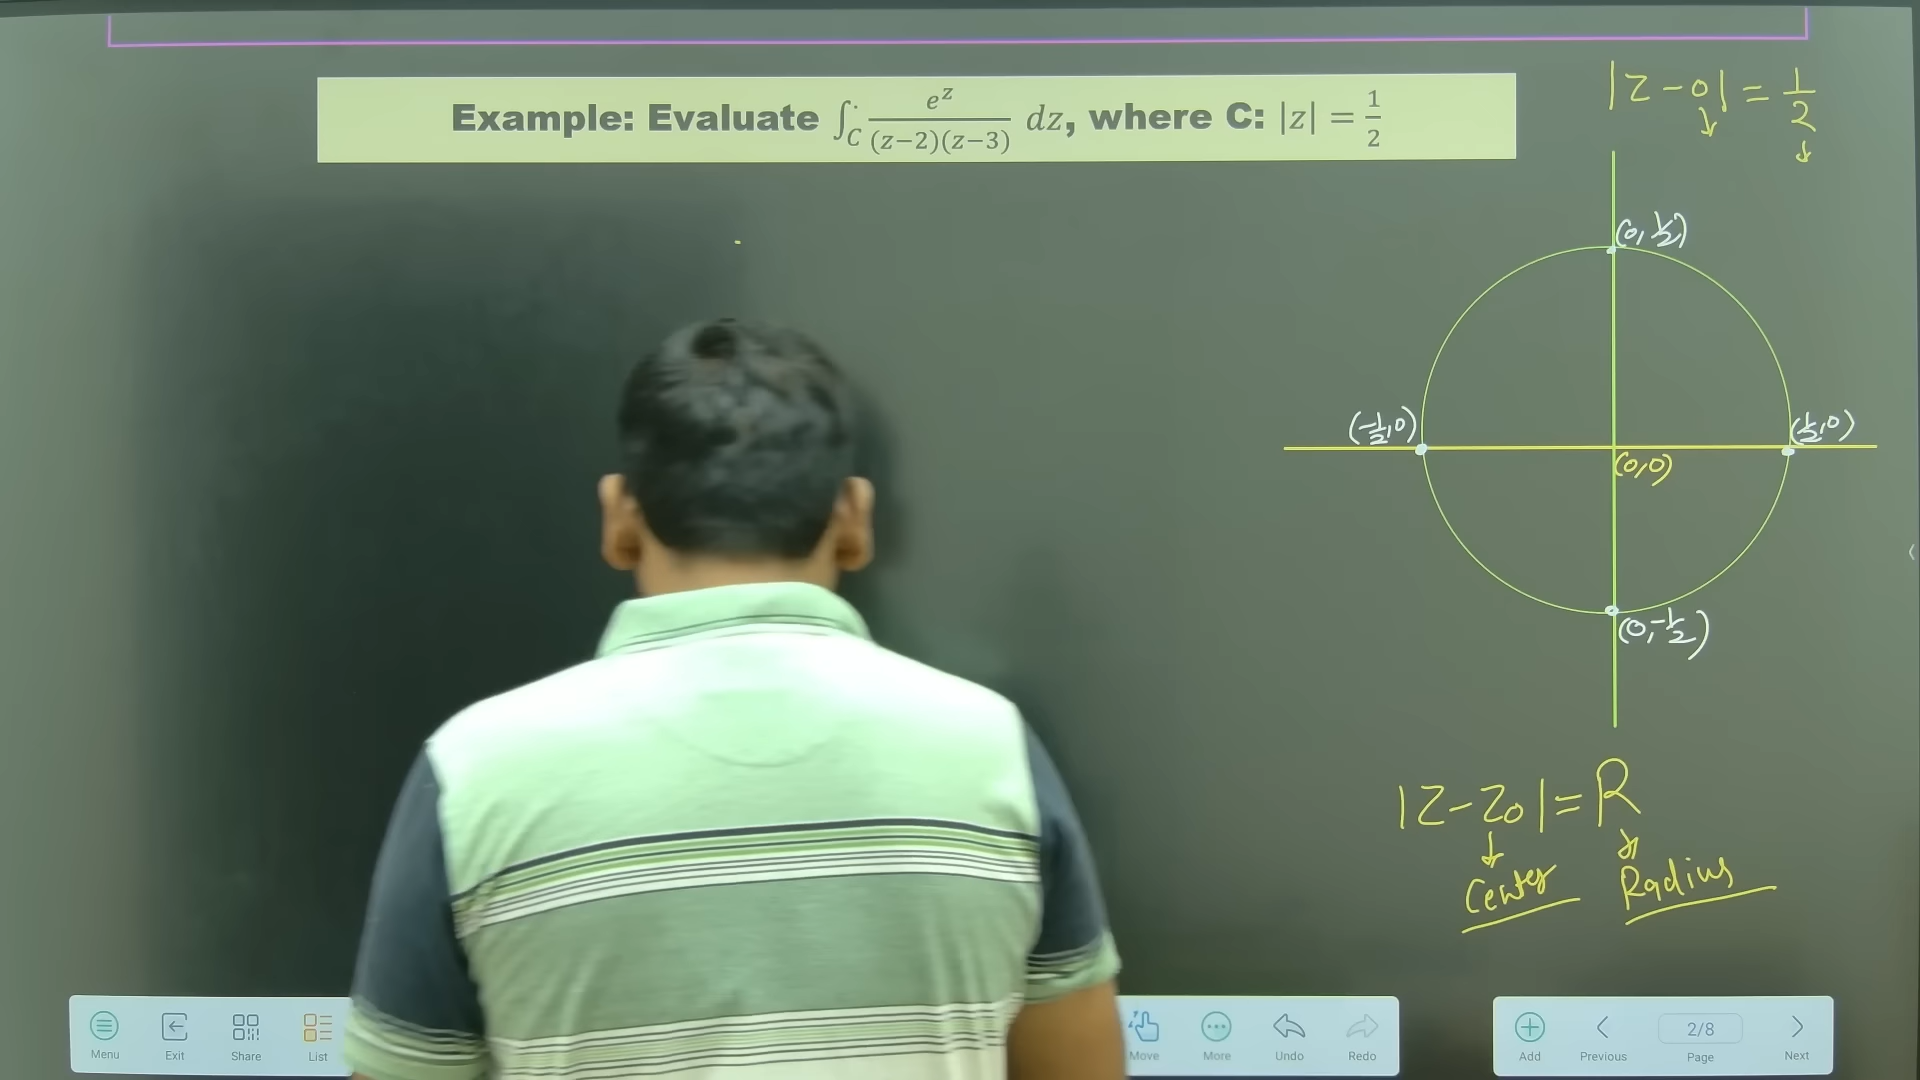 Example: Evaluate ∫_C e^z/((z−2)(z−3)) dz, where C: |z| = 1/2
|z-0| = 1/2
(0, 1/2)
(-1/2, 0)
(1/2, 0)
(0,0)
(0, -1/2)
|z-z0| = R
Center
Radius
Menu
Exit
Share
List
Move
More
Undo
Redo
Add
Previous
2/8
Page
Next